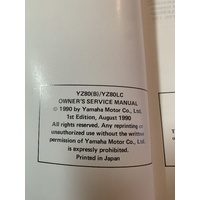 YZ80(B)/YZ80LC
OWNER'S SERVICE MANUAL
© 1990 by Yamaha Motor Co., Ltd.
1st Edition, August 1990
All rights reserved. Any reprinting or
unauthorized use without the written
permission of Yamaha Motor Co., Ltd.
is expressly prohibited.
Printed in Japan